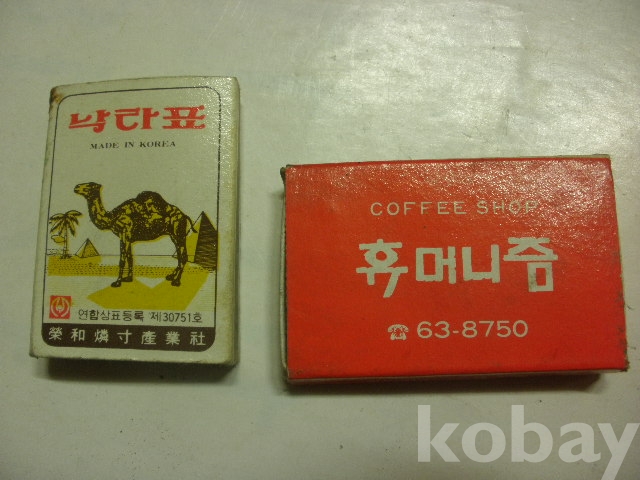 낙타표
MADE IN KOREA
연합상표등록 제30751호
榮和燐寸產業社
COFFEE SHOP
휴머니즘
☎ 63-8750
kobay